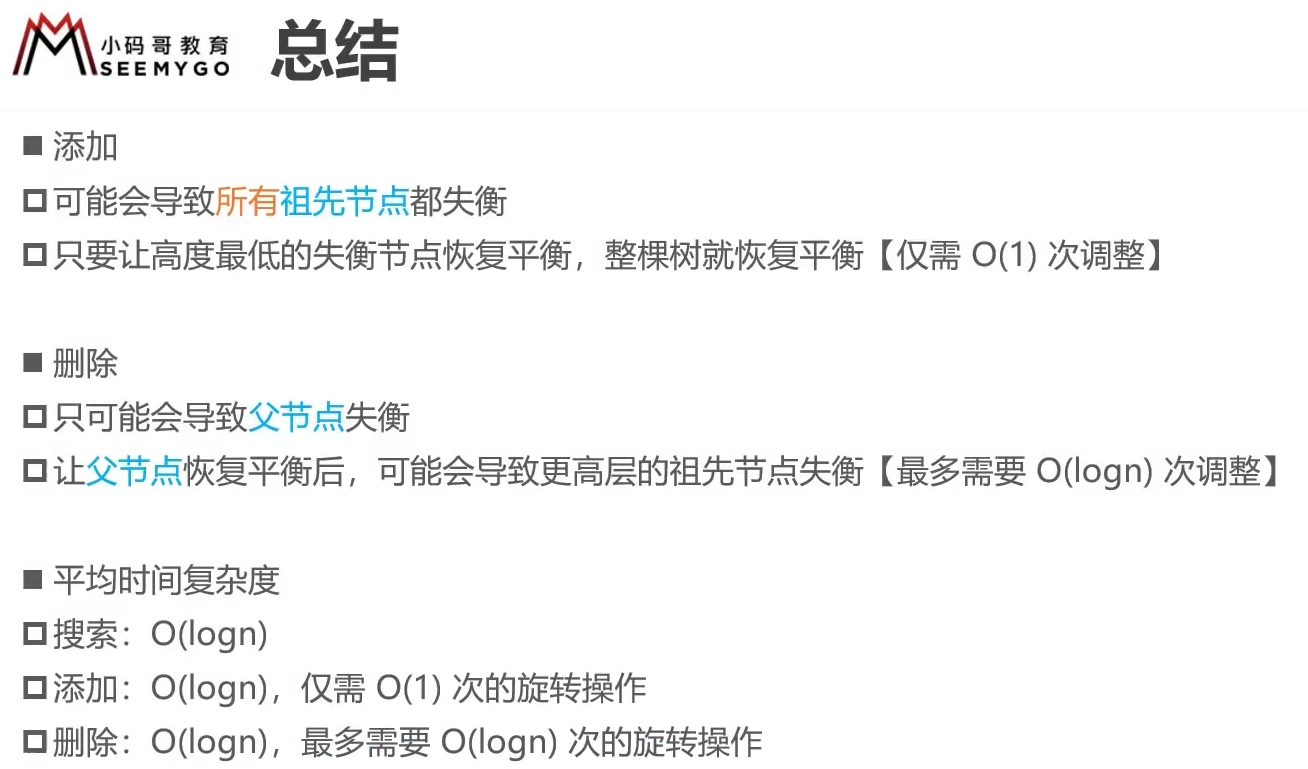 小码哥教育
SEEMYGO
总结
■ 添加
□ 可能会导致所有祖先节点都失衡
□ 只要让高度最低的失衡节点恢复平衡，整棵树就恢复平衡【仅需 O(1) 次调整】
■ 删除
□ 只可能会导致父节点失衡
□ 让父节点恢复平衡后，可能会导致更高层的祖先节点失衡【最多需要 O(logn) 次调整】
■ 平均时间复杂度
□ 搜索：O(logn)
□ 添加：O(logn)，仅需 O(1) 次的旋转操作
□ 删除：O(logn)，最多需要 O(logn) 次的旋转操作